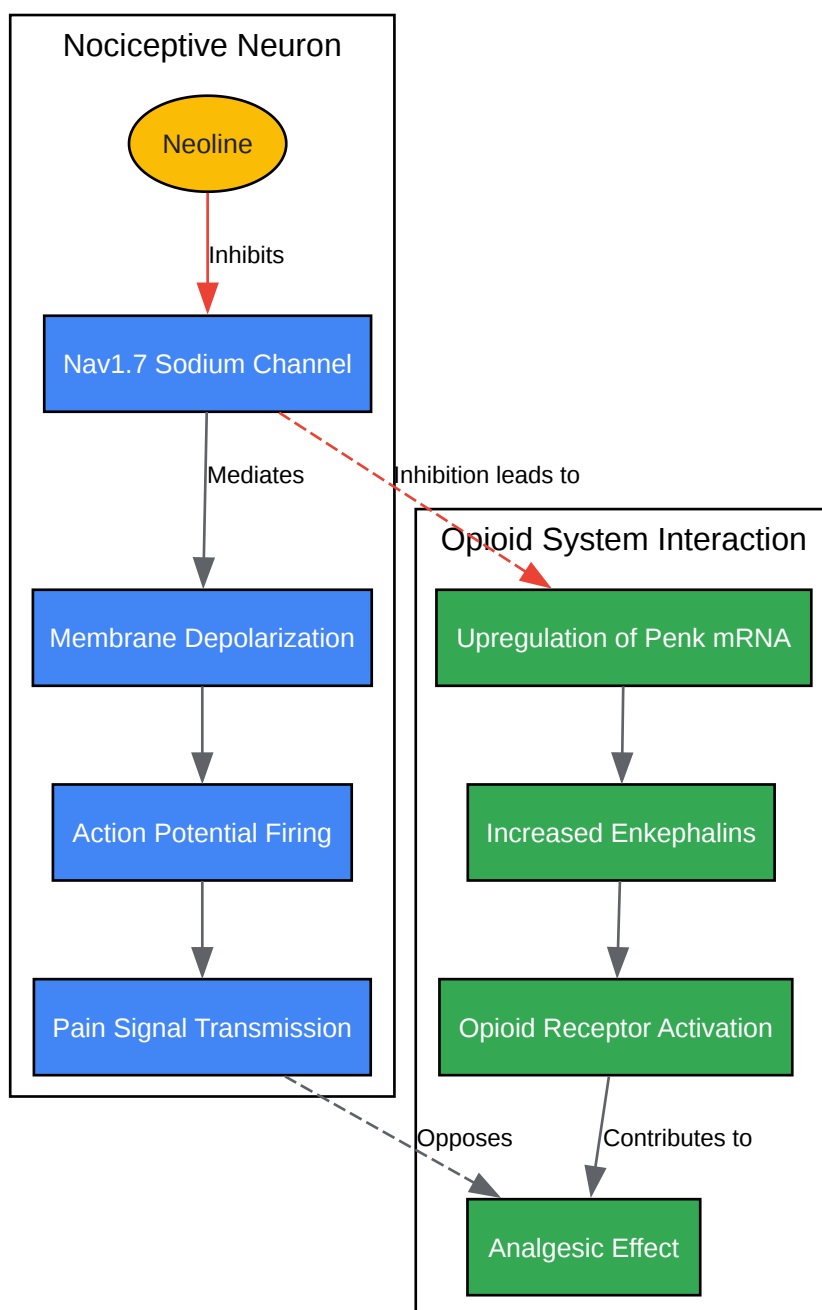 Nociceptive Neuron
Neoline
Inhibits
Nav1.7 Sodium Channel
Mediates
Inhibition leads to
Opioid System Interaction
Membrane Depolarization
Upregulation of Penk mRNA
Action Potential Firing
Increased Enkephalins
Pain Signal Transmission
Opioid Receptor Activation
Opposes
Contributes to
Analgesic Effect